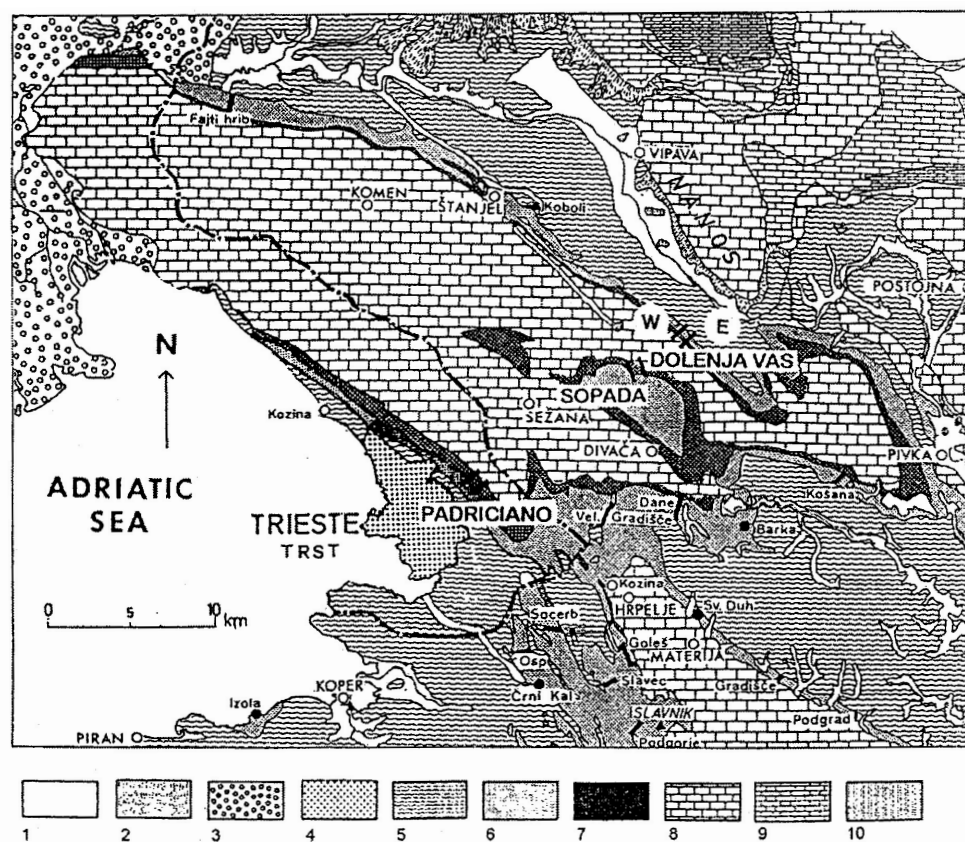 Fajti hrib
VIPAVA
NANOS
KOMEN
ŠTANJEL
Koboli
POSTOJNA
W
E
DOLENJA VAS
N
SOPADA
SEŽANA
Kozina
DIVAČA
PIVKA
ADRIATIC
SEA
Košana
PADRICIANO
Vel.
Dane
Gradišče
Barka
TRIESTE
TRST
Kozina
HRPELJE
Sv. Duh
0 5 10
km
Socerb
Goleš
MATERIJA
Osp
Slavec
Gradišče
Črni Kal
KOPER
Izola
SLAVNIK
Podgrad
PIRAN
Podgorje
1 2 3 4 5 6 7 8 9 10